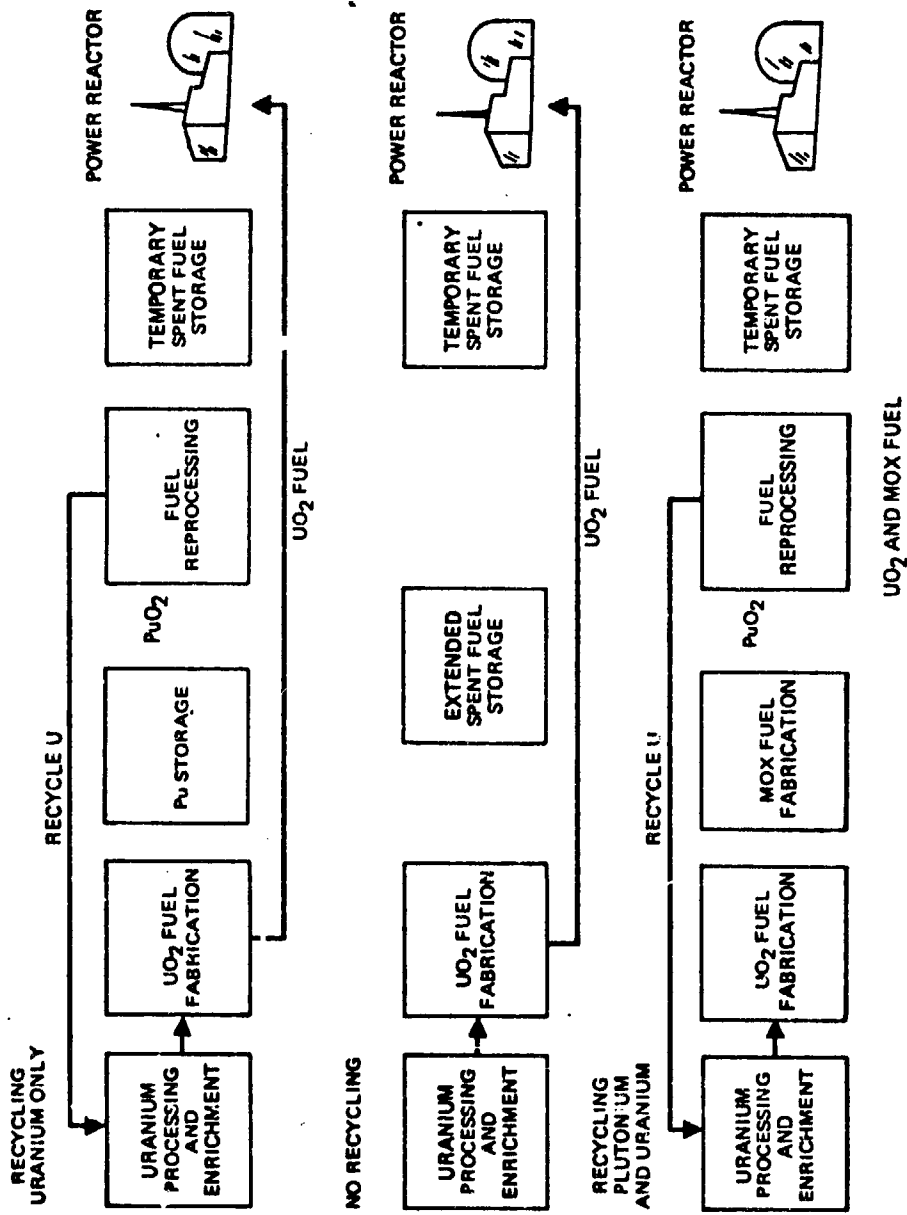 RECYCLING
URANIUM ONLY
RECYCLE U
URANIUM
PROCESSING
AND
ENRICHMENT
UO2 FUEL
FABRICATION
Pu STORAGE
PuO2
FUEL
REPROCESSING
TEMPORARY
SPENT FUEL
STORAGE
POWER REACTOR
UO2 FUEL
NO RECYCLING
URANIUM
PROCESSING
AND
ENRICHMENT
UO2 FUEL
FABRICATION
EXTENDED
SPENT FUEL
STORAGE
TEMPORARY
SPENT FUEL
STORAGE
POWER REACTOR
UO2 FUEL
RECYCLING
PLUTONIUM
AND URANIUM
RECYCLE U
URANIUM
PROCESSING
AND
ENRICHMENT
UO2 FUEL
FABRICATION
MOX FUEL
FABRICATION
PuO2
FUEL
REPROCESSING
TEMPORARY
SPENT FUEL
STORAGE
POWER REACTOR
UO2 AND MOX FUEL